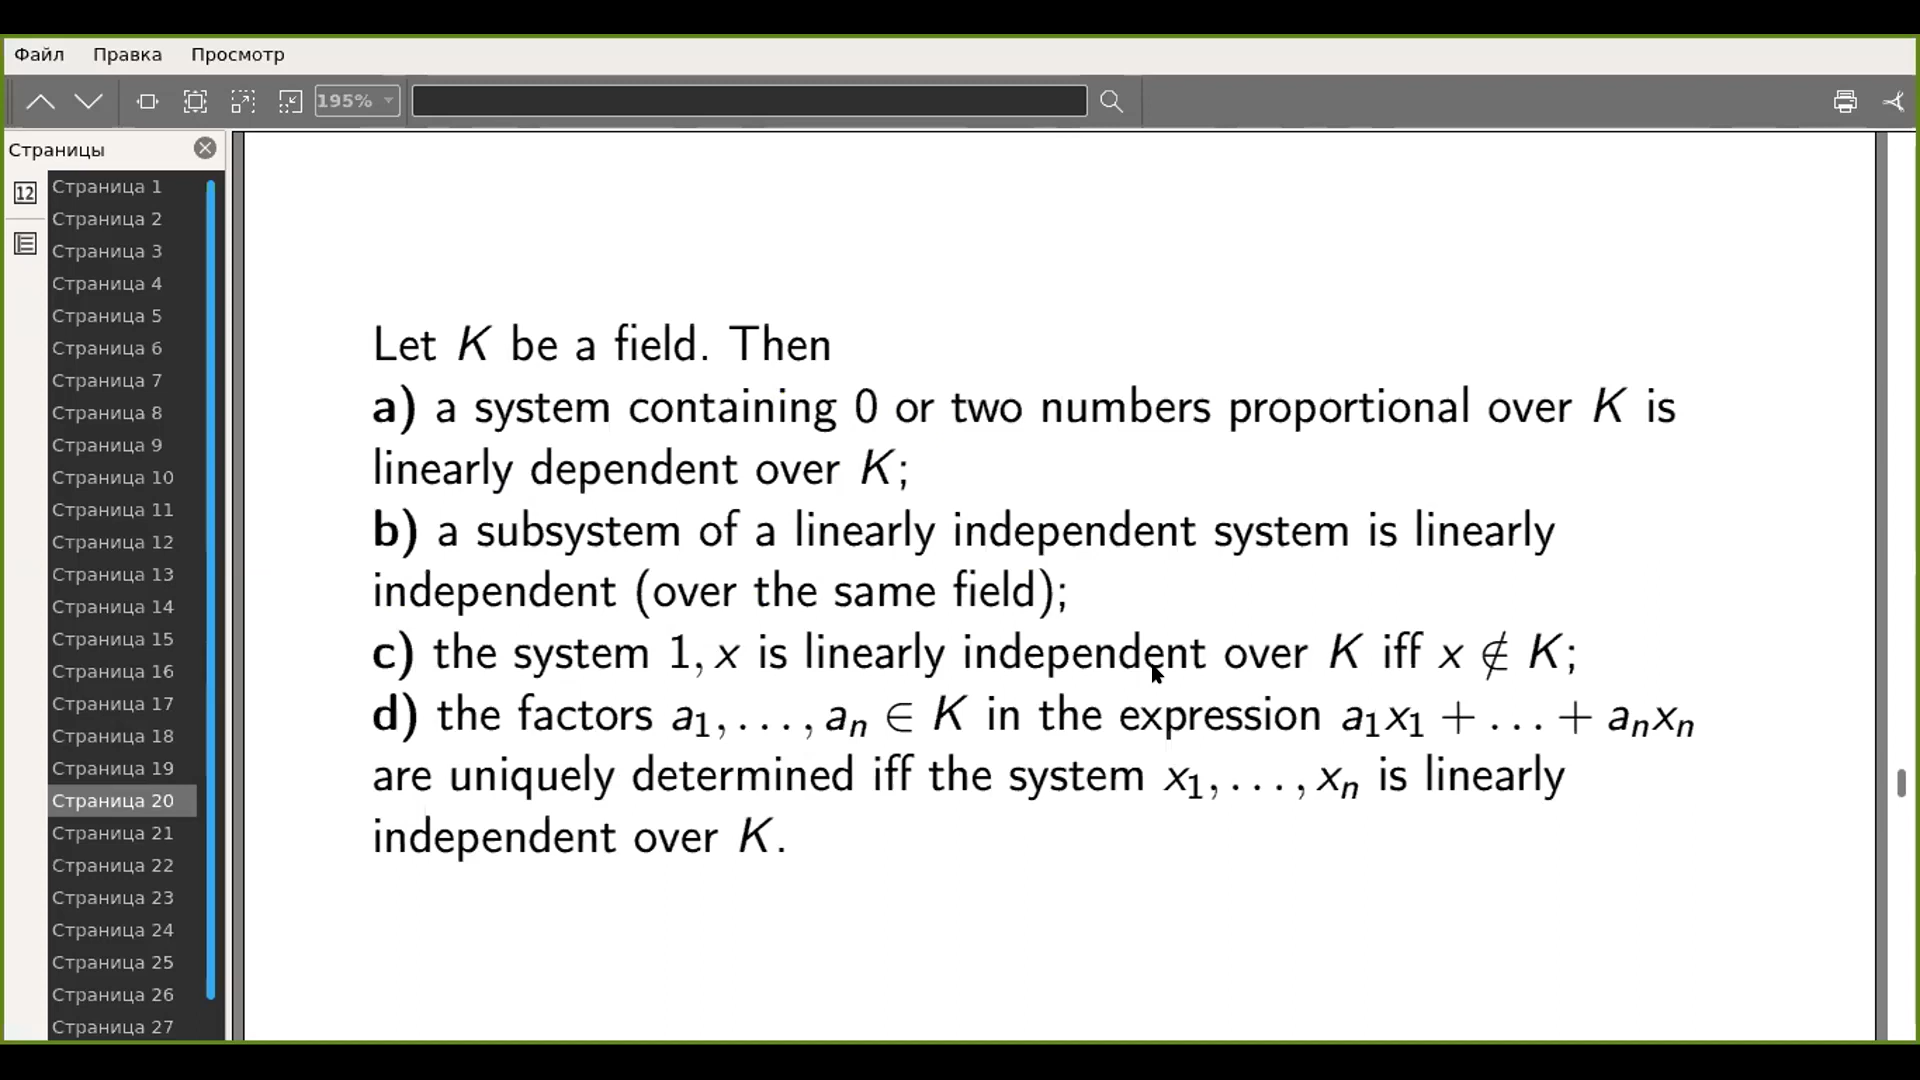 Файл Правка Просмотр
195%
Страницы
12
Страница 1
Страница 2
Страница 3
Страница 4
Страница 5
Страница 6
Страница 7
Страница 8
Страница 9
Страница 10
Страница 11
Страница 12
Страница 13
Страница 14
Страница 15
Страница 16
Страница 17
Страница 18
Страница 19
Страница 20
Страница 21
Страница 22
Страница 23
Страница 24
Страница 25
Страница 26
Страница 27
Let K be a field. Then
a) a system containing 0 or two numbers proportional over K is
linearly dependent over K;
b) a subsystem of a linearly independent system is linearly
independent (over the same field);
c) the system 1, x is linearly independent over K iff x ∉ K;
d) the factors a₁, . . . , aₙ ∈ K in the expression a₁x₁ + . . . + aₙxₙ
are uniquely determined iff the system x₁, . . . , xₙ is linearly
independent over K.